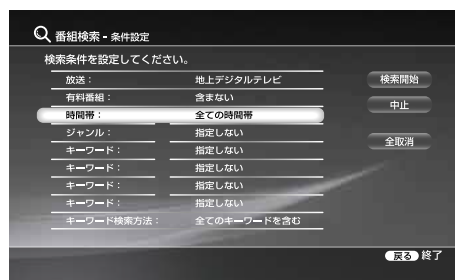 番組検索 - 条件設定
検索条件を設定してください。
放送： 地上デジタルテレビ
有料番組： 含まない
時間帯： 全ての時間帯
ジャンル： 指定しない
キーワード： 指定しない
キーワード： 指定しない
キーワード： 指定しない
キーワード： 指定しない
キーワード検索方法： 全てのキーワードを含む
検索開始
中止
全取消
戻る 終了